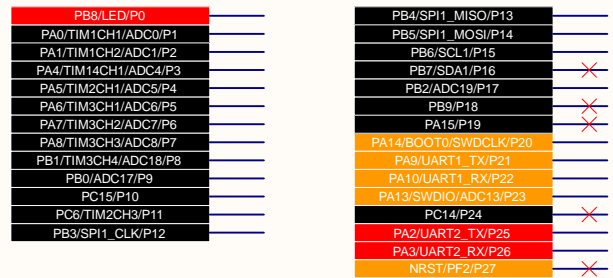 PB8/LED/P0
PA0/TIM1CH1/ADC0/P1
PA1/TIM1CH2/ADC1/P2
PA4/TIM14CH1/ADC4/P3
PA5/TIM2CH1/ADC5/P4
PA6/TIM3CH1/ADC6/P5
PA7/TIM3CH2/ADC7/P6
PA8/TIM3CH3/ADC8/P7
PB1/TIM3CH4/ADC18/P8
PB0/ADC17/P9
PC15/P10
PC6/TIM2CH3/P11
PB3/SPI1_CLK/P12
PB4/SPI1_MISO/P13
PB5/SPI1_MOSI/P14
PB6/SCL1/P15
PB7/SDA1/P16
PB2/ADC19/P17
PB9/P18
PA15/P19
PA14/BOOT0/SWDCLK/P20
PA9/UART1_TX/P21
PA10/UART1_RX/P22
PA13/SWDIO/ADC13/P23
PC14/P24
PA2/UART2_TX/P25
PA3/UART2_RX/P26
NRST/PF2/P27